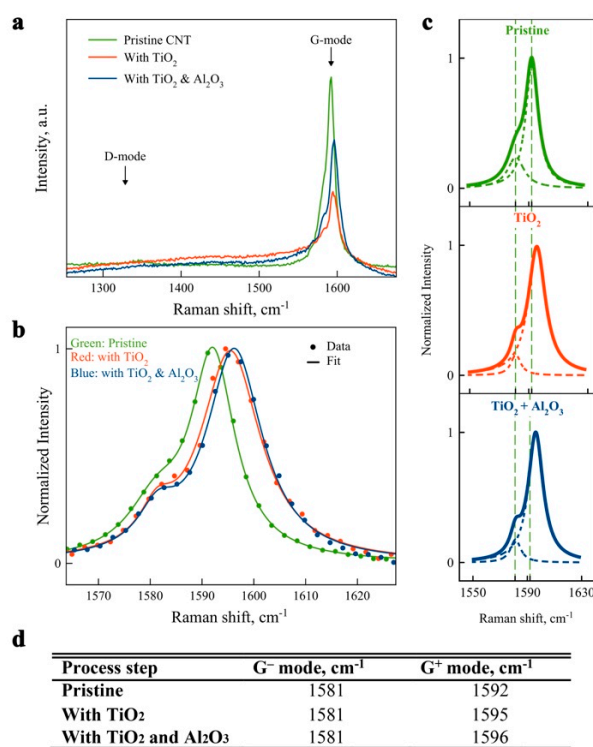 a
Pristine CNT
With TiO₂
With TiO₂ & Al₂O₃
G-mode
D-mode
Intensity, a.u.
1300 1400 1500 1600
Raman shift, cm⁻¹
b
Green: Pristine
Red: with TiO₂
Blue: with TiO₂ & Al₂O₃
Data
Fit
1
0
Normalized Intensity
1570 1580 1590 1600 1610 1620
Raman shift, cm⁻¹
c
Pristine
1
0
TiO₂
1
0
TiO₂ + Al₂O₃
1
0
Normalized Intensity
1550 1590 1630
Raman shift, cm⁻¹
d
Process step G⁻ mode, cm⁻¹ G⁺ mode, cm⁻¹
Pristine 1581 1592
With TiO₂ 1581 1595
With TiO₂ and Al₂O₃ 1581 1596